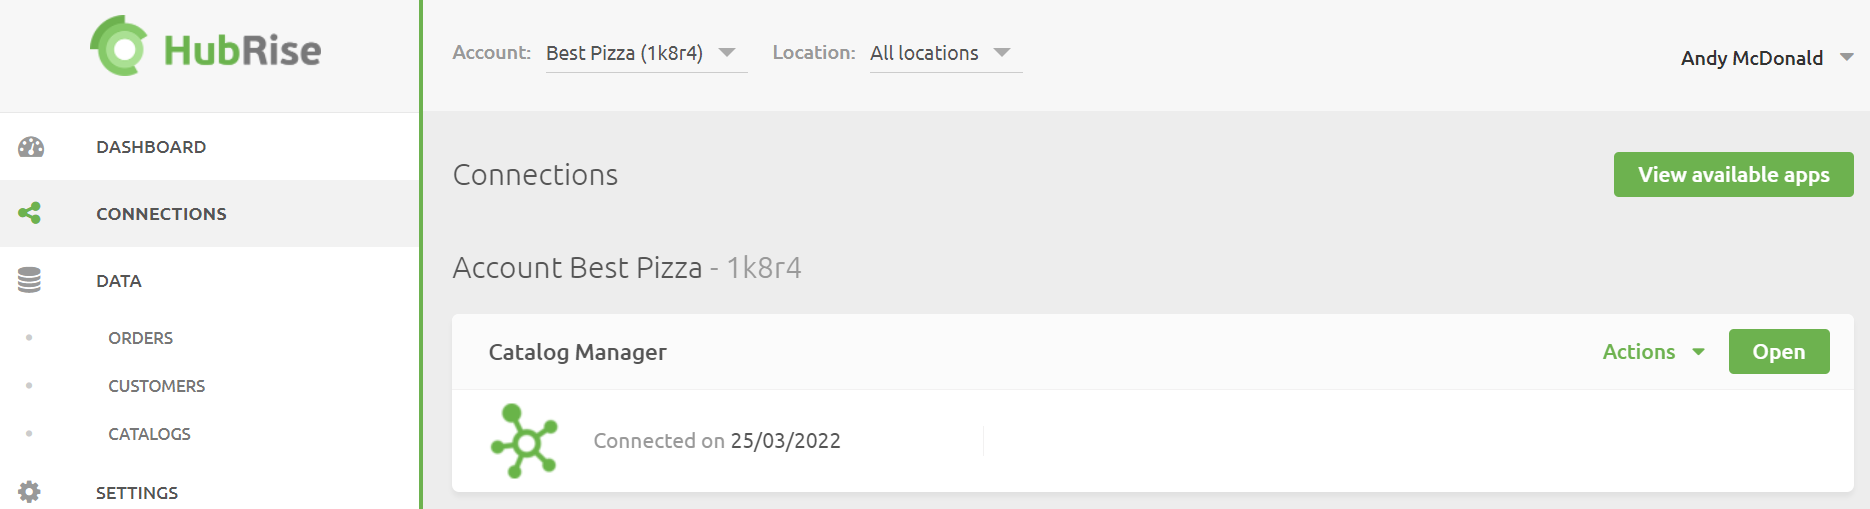 HubRise
Account: Best Pizza (1k8r4) Location: All locations
Andy McDonald
DASHBOARD
CONNECTIONS
DATA
ORDERS
CUSTOMERS
CATALOGS
SETTINGS
Connections
View available apps
Account Best Pizza - 1k8r4
Catalog Manager
Actions
Open
Connected on 25/03/2022